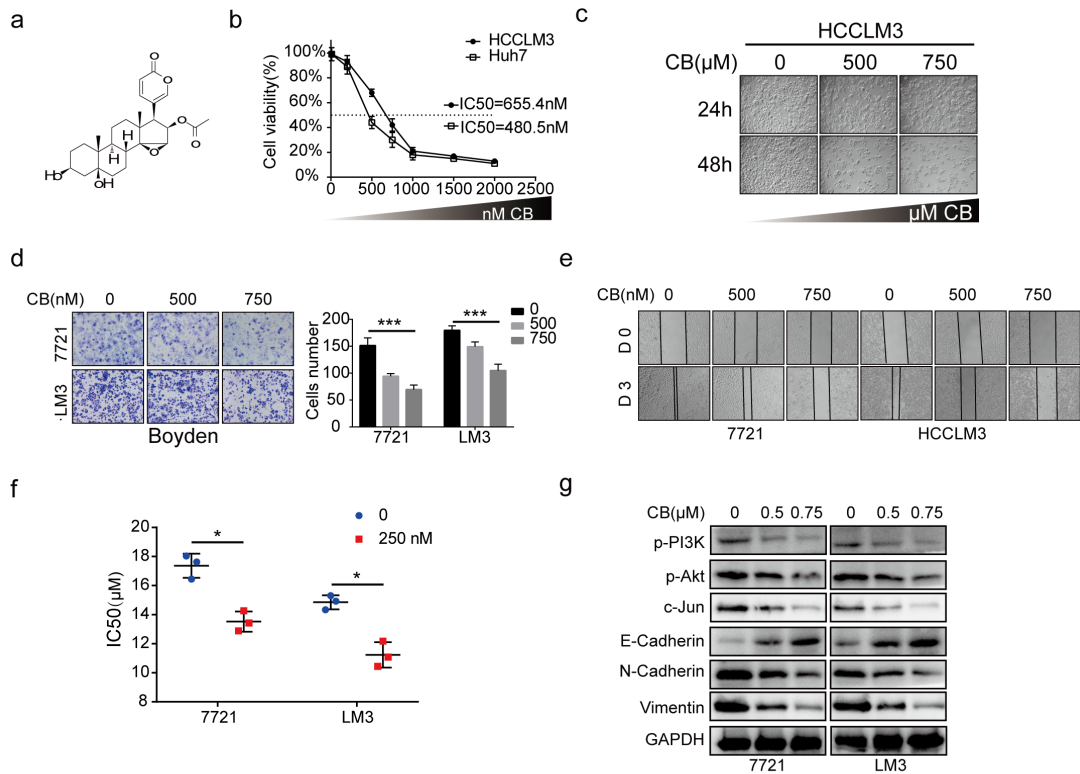 a
O
O
O
O
H
H
H
H
O
HO
OH
b
HCCLM3
Huh7
IC50=655.4nM
IC50=480.5nM
Cell viability(%)
100%
80%
60%
40%
20%
0
0 500 1000 1500 2000 2500
nM CB
c
HCCLM3
CB(μM) 0 500 750
24h
48h
μM CB
d
CB(nM) 0 500 750
7721
LM3
Boyden
Cells number
200
150
100
50
0
***
***
0
500
750
7721 LM3
e
CB(nM) 0 500 750 0 500 750
D 0
D 3
7721 HCCLM3
f
0
250 nM
IC50(μM)
20
18
16
14
12
10
8
*
*
7721 LM3
g
CB(μM) 0 0.5 0.75 0 0.5 0.75
p-PI3K
p-Akt
c-Jun
E-Cadherin
N-Cadherin
Vimentin
GAPDH
7721 LM3